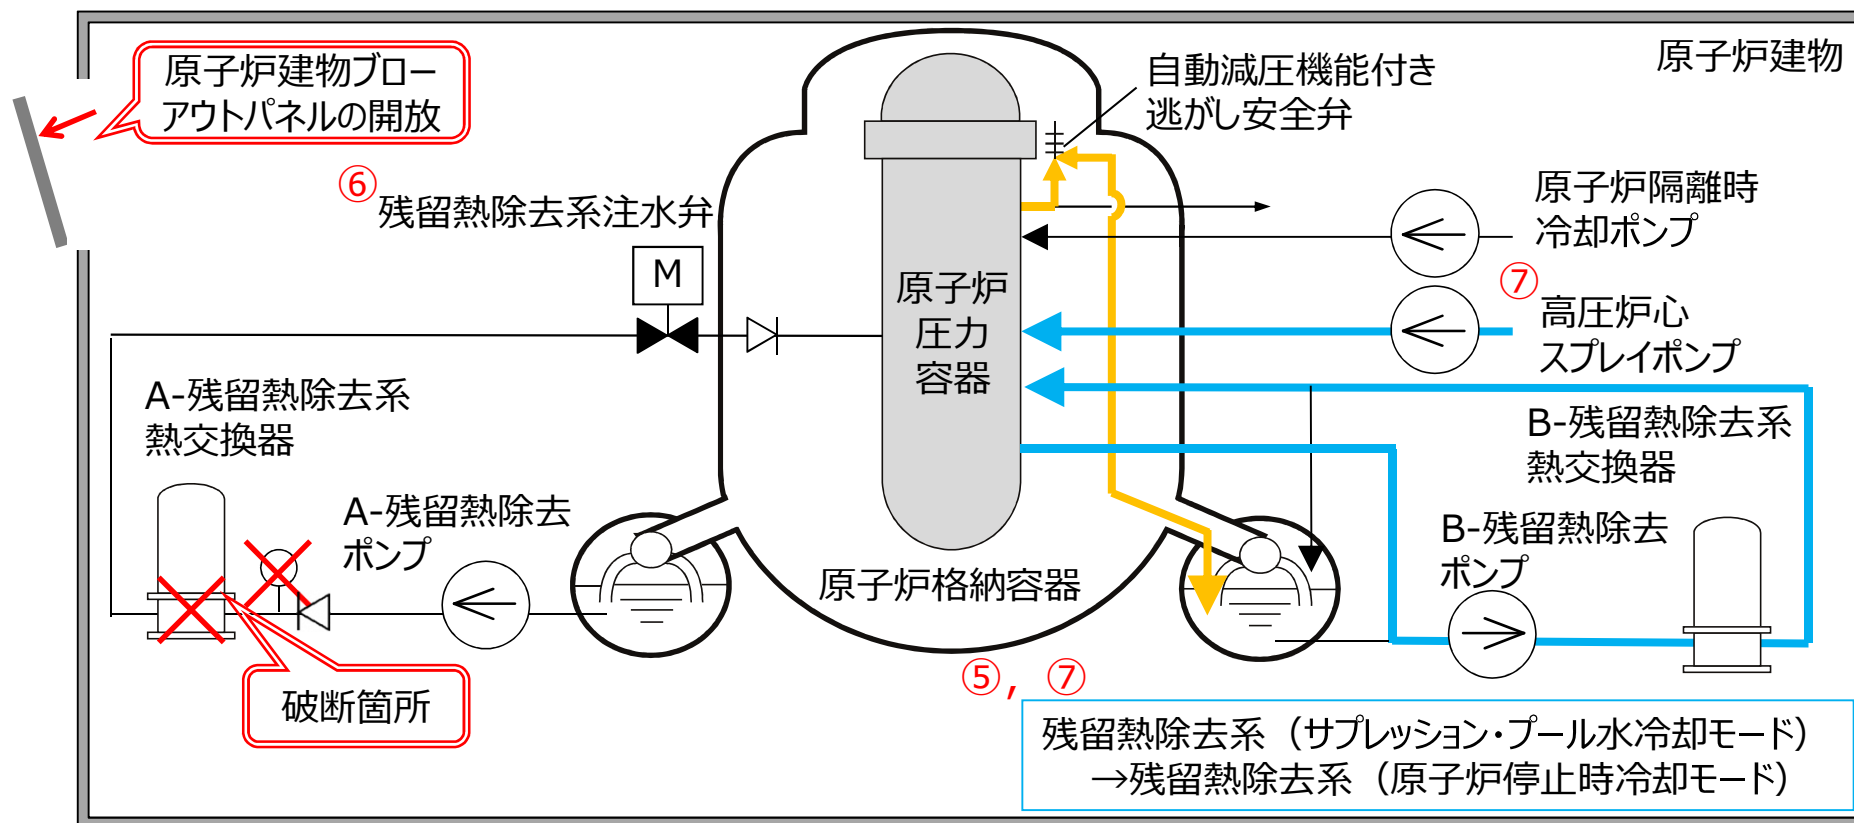 原子炉建物ブロー
アウトパネルの開放
自動減圧機能付き
逃がし安全弁
原子炉建物
⑥
残留熱除去系注水弁
M
原子炉隔離時
冷却ポンプ
⑦
高圧炉心
スプレイポンプ
原子炉
圧力
容器
A-残留熱除去系
熱交換器
B-残留熱除去系
熱交換器
A-残留熱除去
ポンプ
B-残留熱除去
ポンプ
原子炉格納容器
破断箇所
⑤, ⑦
残留熱除去系（サプレッション・プール水冷却モード）
→残留熱除去系（原子炉停止時冷却モード）